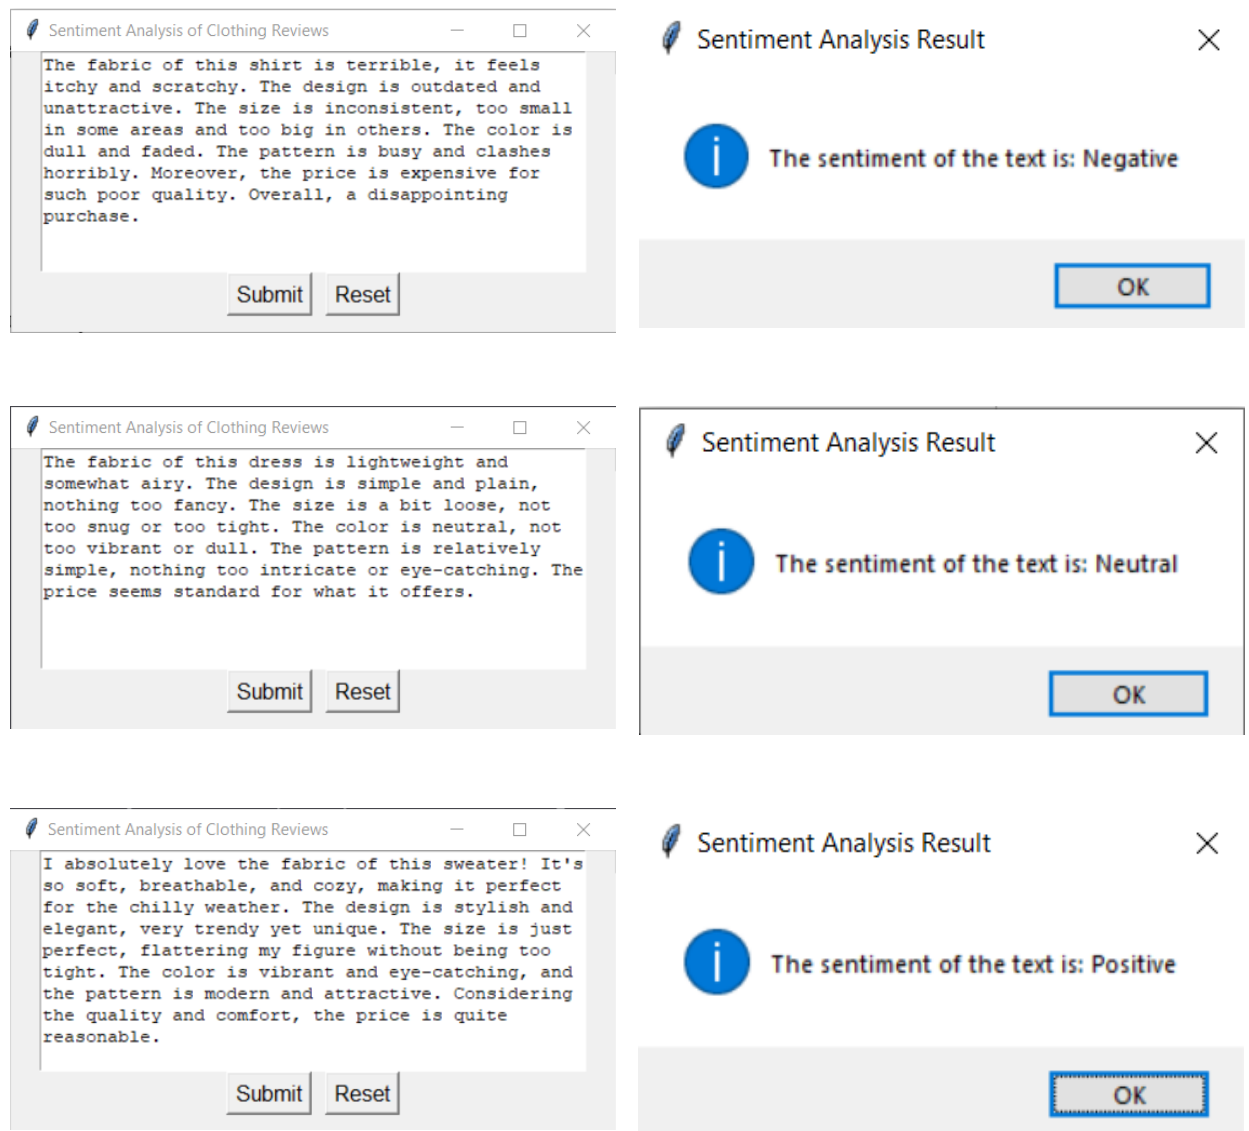 Sentiment Analysis of Clothing Reviews
The fabric of this shirt is terrible, it feels
itchy and scratchy. The design is outdated and
unattractive. The size is inconsistent, too small
in some areas and too big in others. The color is
dull and faded. The pattern is busy and clashes
horribly. Moreover, the price is expensive for
such poor quality. Overall, a disappointing
purchase.
Submit Reset
Sentiment Analysis Result
The sentiment of the text is: Negative
OK
Sentiment Analysis of Clothing Reviews
The fabric of this dress is lightweight and
somewhat airy. The design is simple and plain,
nothing too fancy. The size is a bit loose, not
too snug or too tight. The color is neutral, not
too vibrant or dull. The pattern is relatively
simple, nothing too intricate or eye-catching. The
price seems standard for what it offers.
Submit Reset
Sentiment Analysis Result
The sentiment of the text is: Neutral
OK
Sentiment Analysis of Clothing Reviews
I absolutely love the fabric of this sweater! It's
so soft, breathable, and cozy, making it perfect
for the chilly weather. The design is stylish and
elegant, very trendy yet unique. The size is just
perfect, flattering my figure without being too
tight. The color is vibrant and eye-catching, and
the pattern is modern and attractive. Considering
the quality and comfort, the price is quite
reasonable.
Submit Reset
Sentiment Analysis Result
The sentiment of the text is: Positive
OK